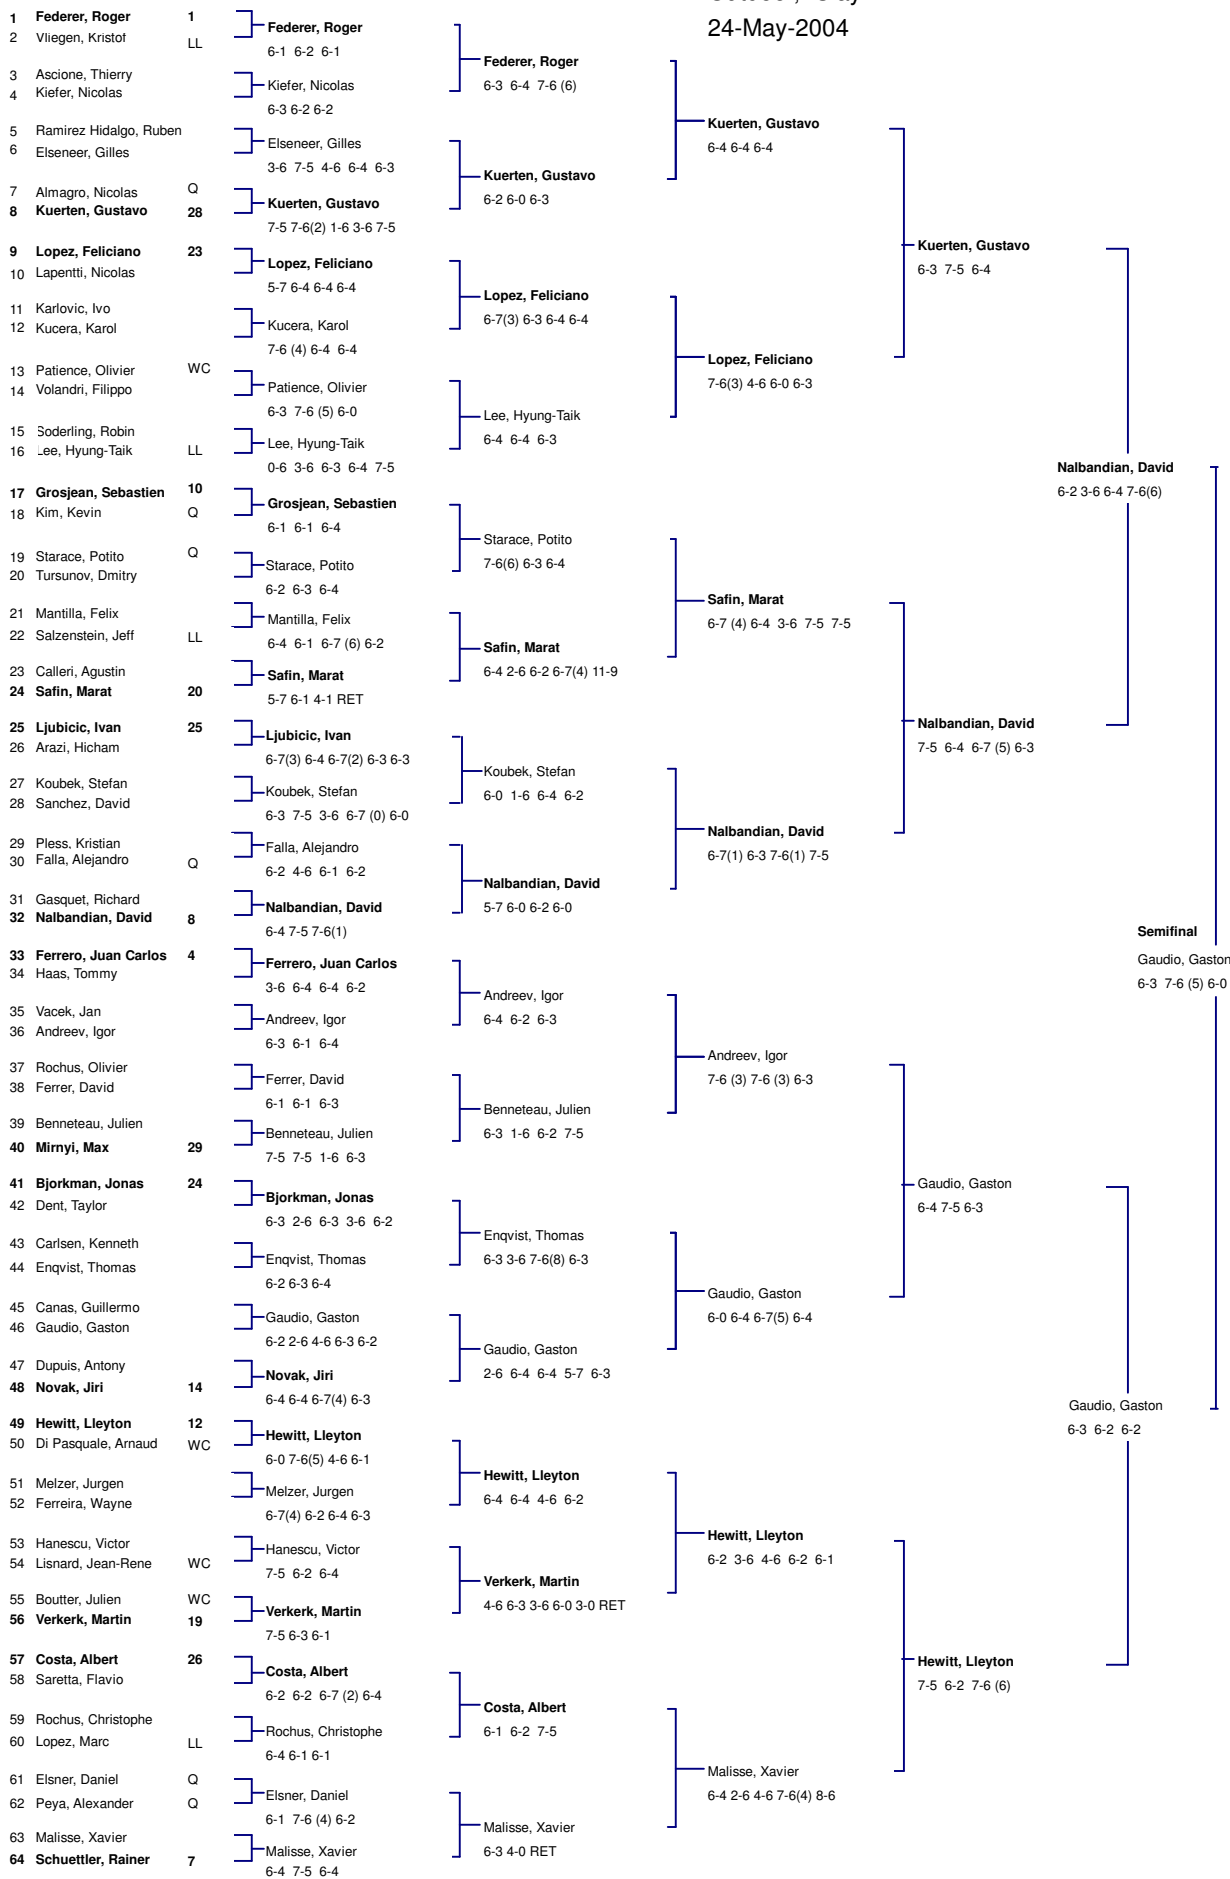 24-May-2004
1 Federer, Roger 1
2 Vliegen, Kristof LL
3 Ascione, Thierry
4 Kiefer, Nicolas
5 Ramirez Hidalgo, Ruben
6 Elseneer, Gilles
7 Almagro, Nicolas Q
8 Kuerten, Gustavo 28
9 Lopez, Feliciano 23
10 Lapentti, Nicolas
11 Karlovic, Ivo
12 Kucera, Karol
13 Patience, Olivier WC
14 Volandri, Filippo
15 Soderling, Robin
16 Lee, Hyung-Taik LL
17 Grosjean, Sebastien 10
18 Kim, Kevin Q
19 Starace, Potito Q
20 Tursunov, Dmitry
21 Mantilla, Felix
22 Salzenstein, Jeff LL
23 Calleri, Agustin
24 Safin, Marat 20
25 Ljubicic, Ivan 25
26 Arazi, Hicham
27 Koubek, Stefan
28 Sanchez, David
29 Pless, Kristian
30 Falla, Alejandro Q
31 Gasquet, Richard
32 Nalbandian, David 8
33 Ferrero, Juan Carlos 4
34 Haas, Tommy
35 Vacek, Jan
36 Andreev, Igor
37 Rochus, Olivier
38 Ferrer, David
39 Benneteau, Julien
40 Mirnyi, Max 29
41 Bjorkman, Jonas 24
42 Dent, Taylor
43 Carlsen, Kenneth
44 Enqvist, Thomas
45 Canas, Guillermo
46 Gaudio, Gaston
47 Dupuis, Antony
48 Novak, Jiri 14
49 Hewitt, Lleyton 12
50 Di Pasquale, Arnaud WC
51 Melzer, Jurgen
52 Ferreira, Wayne
53 Hanescu, Victor
54 Lisnard, Jean-Rene WC
55 Boutter, Julien WC
56 Verkerk, Martin 19
57 Costa, Albert 26
58 Saretta, Flavio
59 Rochus, Christophe
60 Lopez, Marc LL
61 Elsner, Daniel Q
62 Peya, Alexander Q
63 Malisse, Xavier
64 Schuettler, Rainer 7
Federer, Roger
6-1 6-2 6-1
Kiefer, Nicolas
6-3 6-2 6-2
Elseneer, Gilles
3-6 7-5 4-6 6-4 6-3
Kuerten, Gustavo
7-5 7-6(2) 1-6 3-6 7-5
Lopez, Feliciano
5-7 6-4 6-4 6-4
Kucera, Karol
7-6 (4) 6-4 6-4
Patience, Olivier
6-3 7-6 (5) 6-0
Lee, Hyung-Taik
0-6 3-6 6-3 6-4 7-5
Grosjean, Sebastien
6-1 6-1 6-4
Starace, Potito
6-2 6-3 6-4
Mantilla, Felix
6-4 6-1 6-7 (6) 6-2
Safin, Marat
5-7 6-1 4-1 RET
Ljubicic, Ivan
6-7(3) 6-4 6-7(2) 6-3 6-3
Koubek, Stefan
6-3 7-5 3-6 6-7 (0) 6-0
Falla, Alejandro
6-2 4-6 6-1 6-2
Nalbandian, David
6-4 7-5 7-6(1)
Ferrero, Juan Carlos
3-6 6-4 6-4 6-2
Andreev, Igor
6-3 6-1 6-4
Ferrer, David
6-1 6-1 6-3
Benneteau, Julien
7-5 7-5 1-6 6-3
Bjorkman, Jonas
6-3 2-6 6-3 3-6 6-2
Enqvist, Thomas
6-2 6-3 6-4
Gaudio, Gaston
6-2 2-6 4-6 6-3 6-2
Novak, Jiri
6-4 6-4 6-7(4) 6-3
Hewitt, Lleyton
6-0 7-6(5) 4-6 6-1
Melzer, Jurgen
6-7(4) 6-2 6-4 6-3
Hanescu, Victor
7-5 6-2 6-4
Verkerk, Martin
7-5 6-3 6-1
Costa, Albert
6-2 6-2 6-7 (2) 6-4
Rochus, Christophe
6-4 6-1 6-1
Elsner, Daniel
6-1 7-6 (4) 6-2
Malisse, Xavier
6-4 7-5 6-4
Federer, Roger
6-3 6-4 7-6 (6)
Kuerten, Gustavo
6-2 6-0 6-3
Lopez, Feliciano
6-7(3) 6-3 6-4 6-4
Lee, Hyung-Taik
6-4 6-4 6-3
Starace, Potito
7-6(6) 6-3 6-4
Safin, Marat
6-4 2-6 6-2 6-7(4) 11-9
Koubek, Stefan
6-0 1-6 6-4 6-2
Nalbandian, David
5-7 6-0 6-2 6-0
Andreev, Igor
6-4 6-2 6-3
Benneteau, Julien
6-3 1-6 6-2 7-5
Enqvist, Thomas
6-3 3-6 7-6(8) 6-3
Gaudio, Gaston
2-6 6-4 6-4 5-7 6-3
Hewitt, Lleyton
6-4 6-4 4-6 6-2
Verkerk, Martin
4-6 6-3 3-6 6-0 3-0 RET
Costa, Albert
6-1 6-2 7-5
Malisse, Xavier
6-3 4-0 RET
Kuerten, Gustavo
6-4 6-4 6-4
Lopez, Feliciano
7-6(3) 4-6 6-0 6-3
Safin, Marat
6-7 (4) 6-4 3-6 7-5 7-5
Nalbandian, David
6-7(1) 6-3 7-6(1) 7-5
Andreev, Igor
7-6 (3) 7-6 (3) 6-3
Gaudio, Gaston
6-0 6-4 6-7(5) 6-4
Hewitt, Lleyton
6-2 3-6 4-6 6-2 6-1
Malisse, Xavier
6-4 2-6 4-6 7-6(4) 8-6
Kuerten, Gustavo
6-3 7-5 6-4
Nalbandian, David
7-5 6-4 6-7 (5) 6-3
Gaudio, Gaston
6-4 7-5 6-3
Hewitt, Lleyton
7-5 6-2 7-6 (6)
Nalbandian, David
6-2 3-6 6-4 7-6(6)
Gaudio, Gaston
6-3 6-2 6-2
Semifinal
Gaudio, Gaston
6-3 7-6 (5) 6-0